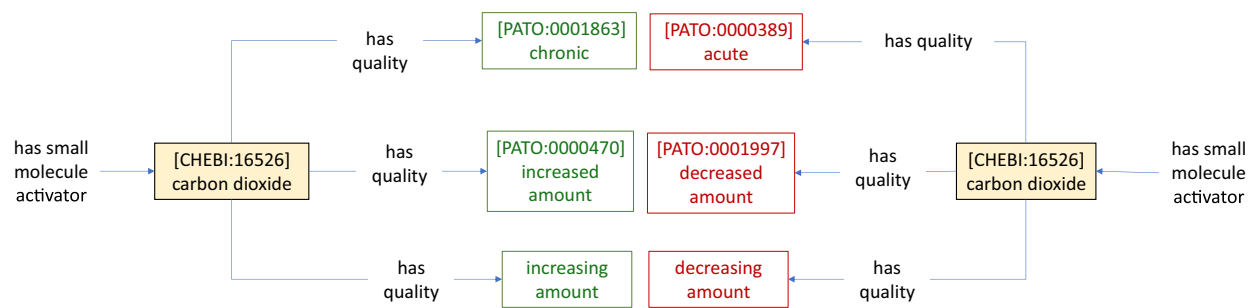 has
quality
[PATO:0001863]
chronic
[PATO:0000389]
acute
has quality
has small
molecule
activator
[CHEBI:16526]
carbon dioxide
has
quality
[PATO:0000470]
increased
amount
[PATO:0001997]
decreased
amount
has
quality
[CHEBI:16526]
carbon dioxide
has small
molecule
activator
has
quality
increasing
amount
decreasing
amount
has
quality